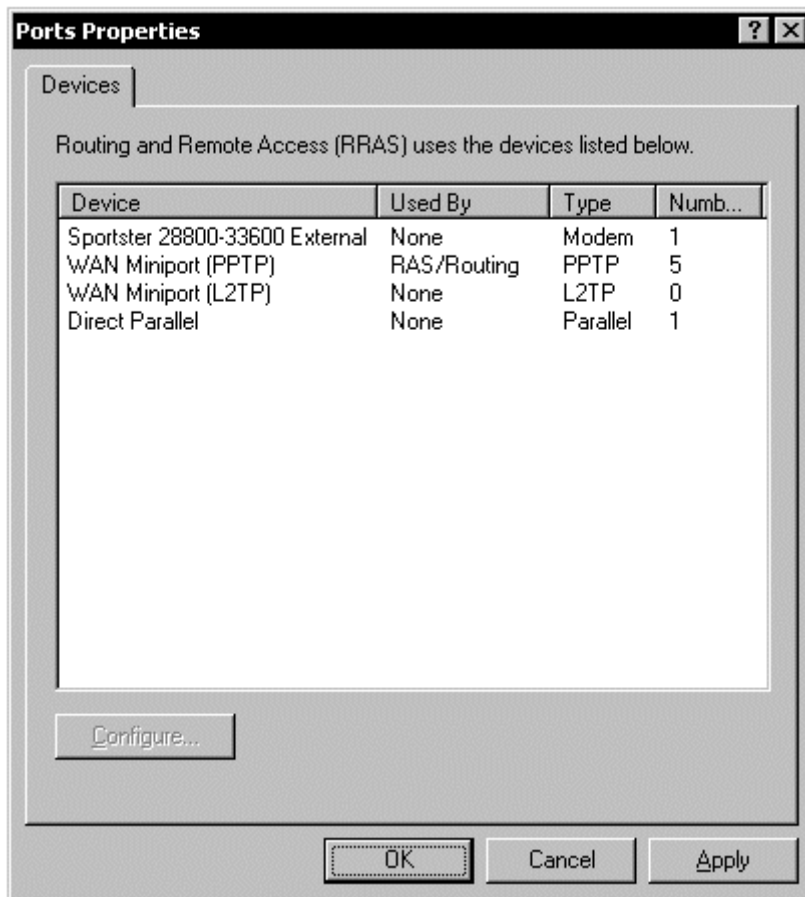 Ports Properties
Devices
Routing and Remote Access (RRAS) uses the devices listed below.
Device Used By Type Numb...
Sportster 28800-33600 External None Modem 1
WAN Miniport (PPTP) RAS/Routing PPTP 5
WAN Miniport (L2TP) None L2TP 0
Direct Parallel None Parallel 1
Configure...
OK Cancel Apply